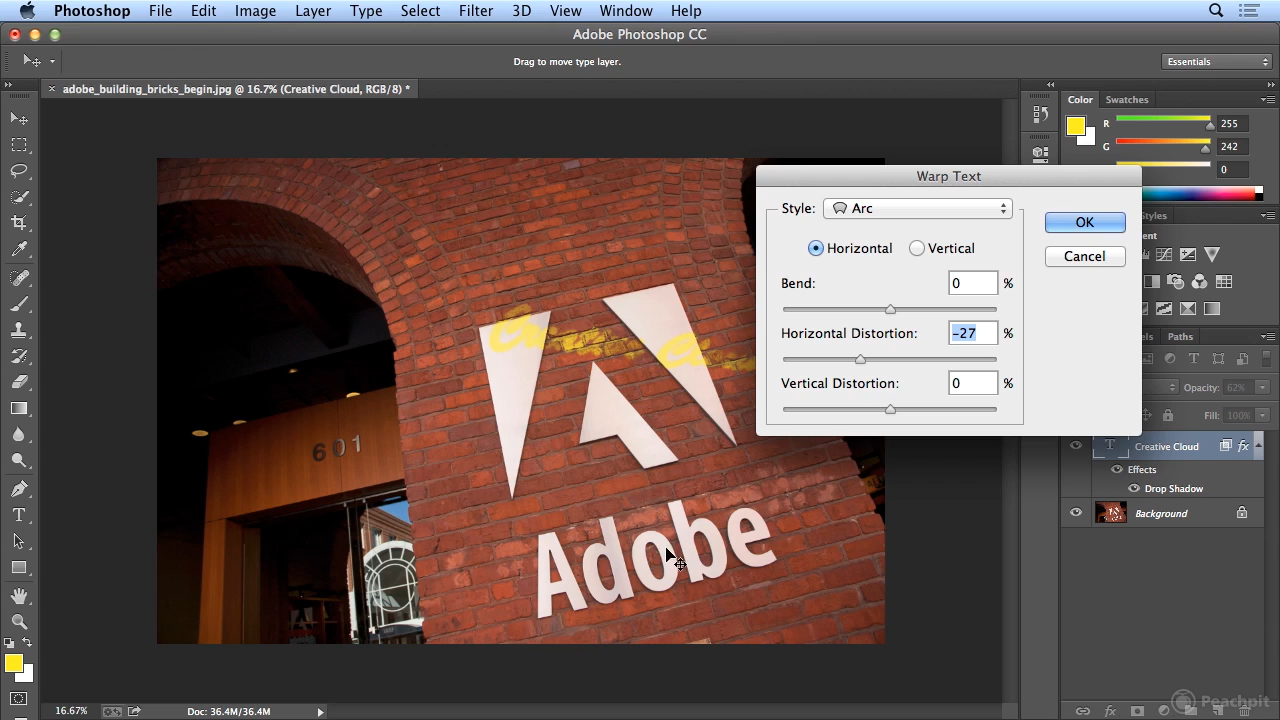 Photoshop File Edit Image Layer Type Select Filter 3D View Window Help
Adobe Photoshop CC
Drag to move type layer.
Essentials
adobe_building_bricks_begin.jpg @ 16.7% (Creative Cloud, RGB/8) *
Color Swatches
R 255
G 242
0
Warp Text
Style: Arc
OK
Horizontal Vertical
Cancel
Bend: 0 %
Horizontal Distortion: -27 %
Vertical Distortion: 0 %
Styles
Paths
Opacity: 62%
Fill: 100%
T Creative Cloud fx
Effects
Drop Shadow
Background
601
Adobe
16.67%
Doc: 36.4M/36.4M
fx
Peachpit